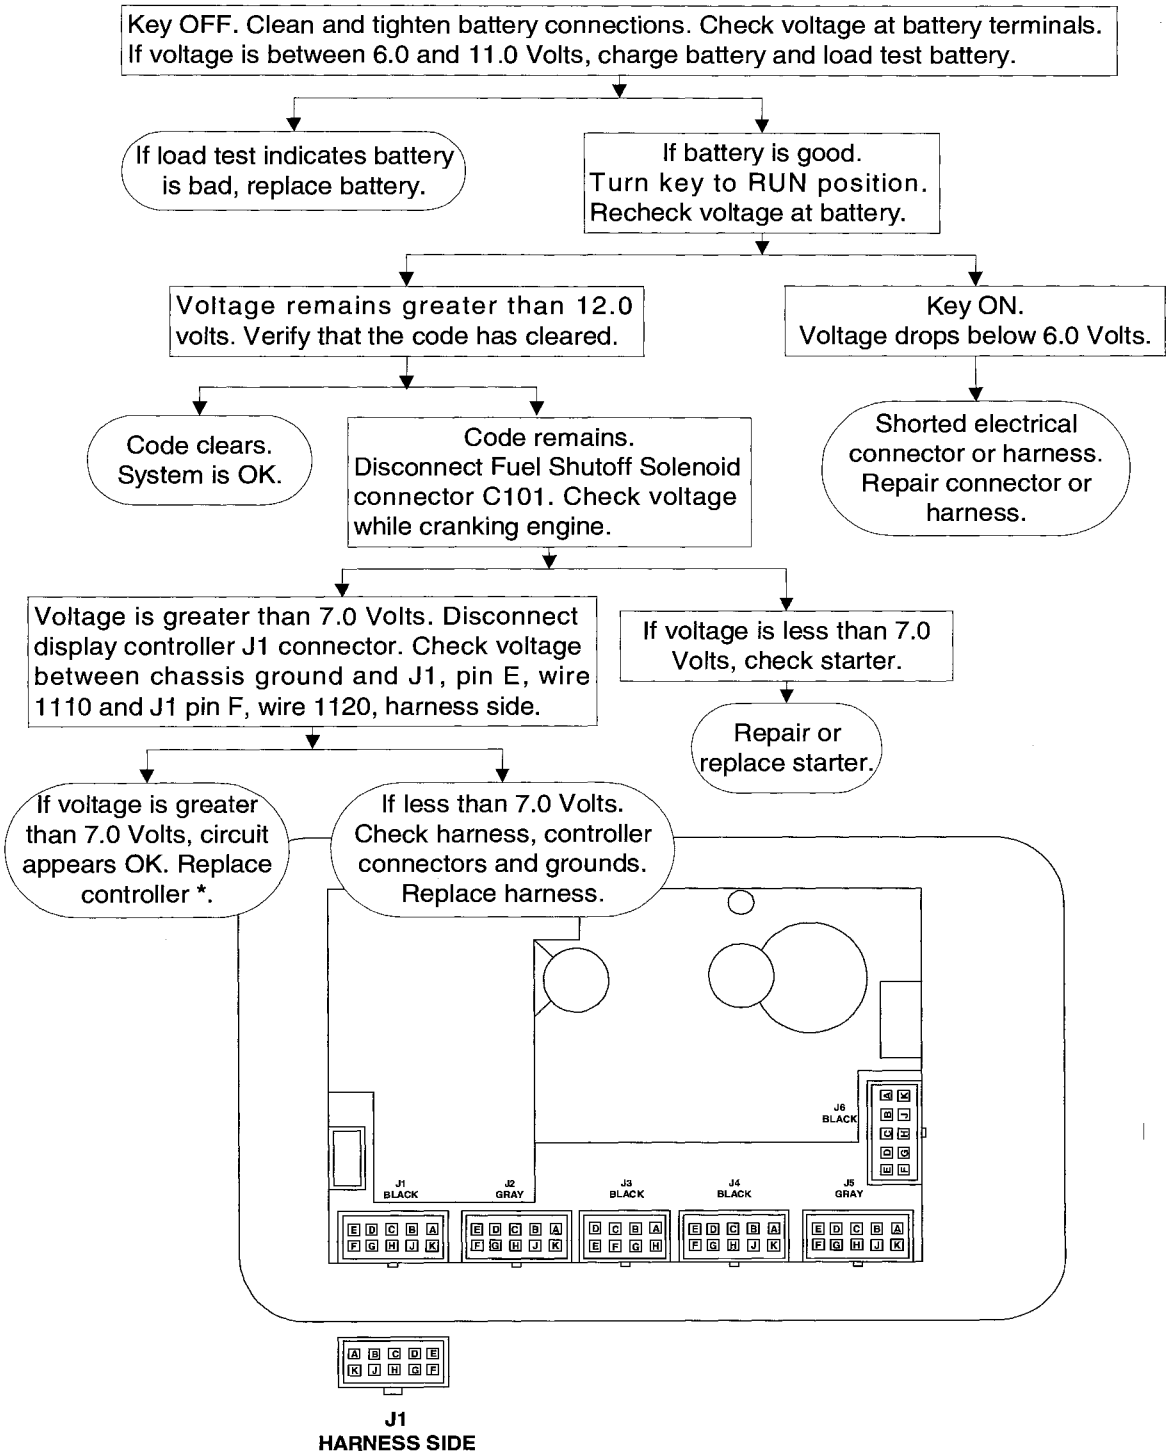 Key OFF. Clean and tighten battery connections. Check voltage at battery terminals.
If voltage is between 6.0 and 11.0 Volts, charge battery and load test battery.
If load test indicates battery
is bad, replace battery.
If battery is good.
Turn key to RUN position.
Recheck voltage at battery.
Voltage remains greater than 12.0
volts. Verify that the code has cleared.
Key ON.
Voltage drops below 6.0 Volts.
Code clears.
System is OK.
Code remains.
Disconnect Fuel Shutoff Solenoid
connector C101. Check voltage
while cranking engine.
Shorted electrical
connector or harness.
Repair connector or
harness.
Voltage is greater than 7.0 Volts. Disconnect
display controller J1 connector. Check voltage
between chassis ground and J1, pin E, wire
1110 and J1 pin F, wire 1120, harness side.
If voltage is less than 7.0
Volts, check starter.
Repair or
replace starter.
If voltage is greater
than 7.0 Volts, circuit
appears OK. Replace
controller *.
If less than 7.0 Volts.
Check harness, controller
connectors and grounds.
Replace harness.
J6
BLACK
A B C D E
K J H G F
J1
BLACK
J2
GRAY
J3
BLACK
J4
BLACK
J5
GRAY
E D C B A
F G H J K
E D C B A
F G H J K
D C B A
E F G H
E D C B A
F G H J K
E D C B A
F G H J K
A B C D E
K J H G F
J1
HARNESS SIDE